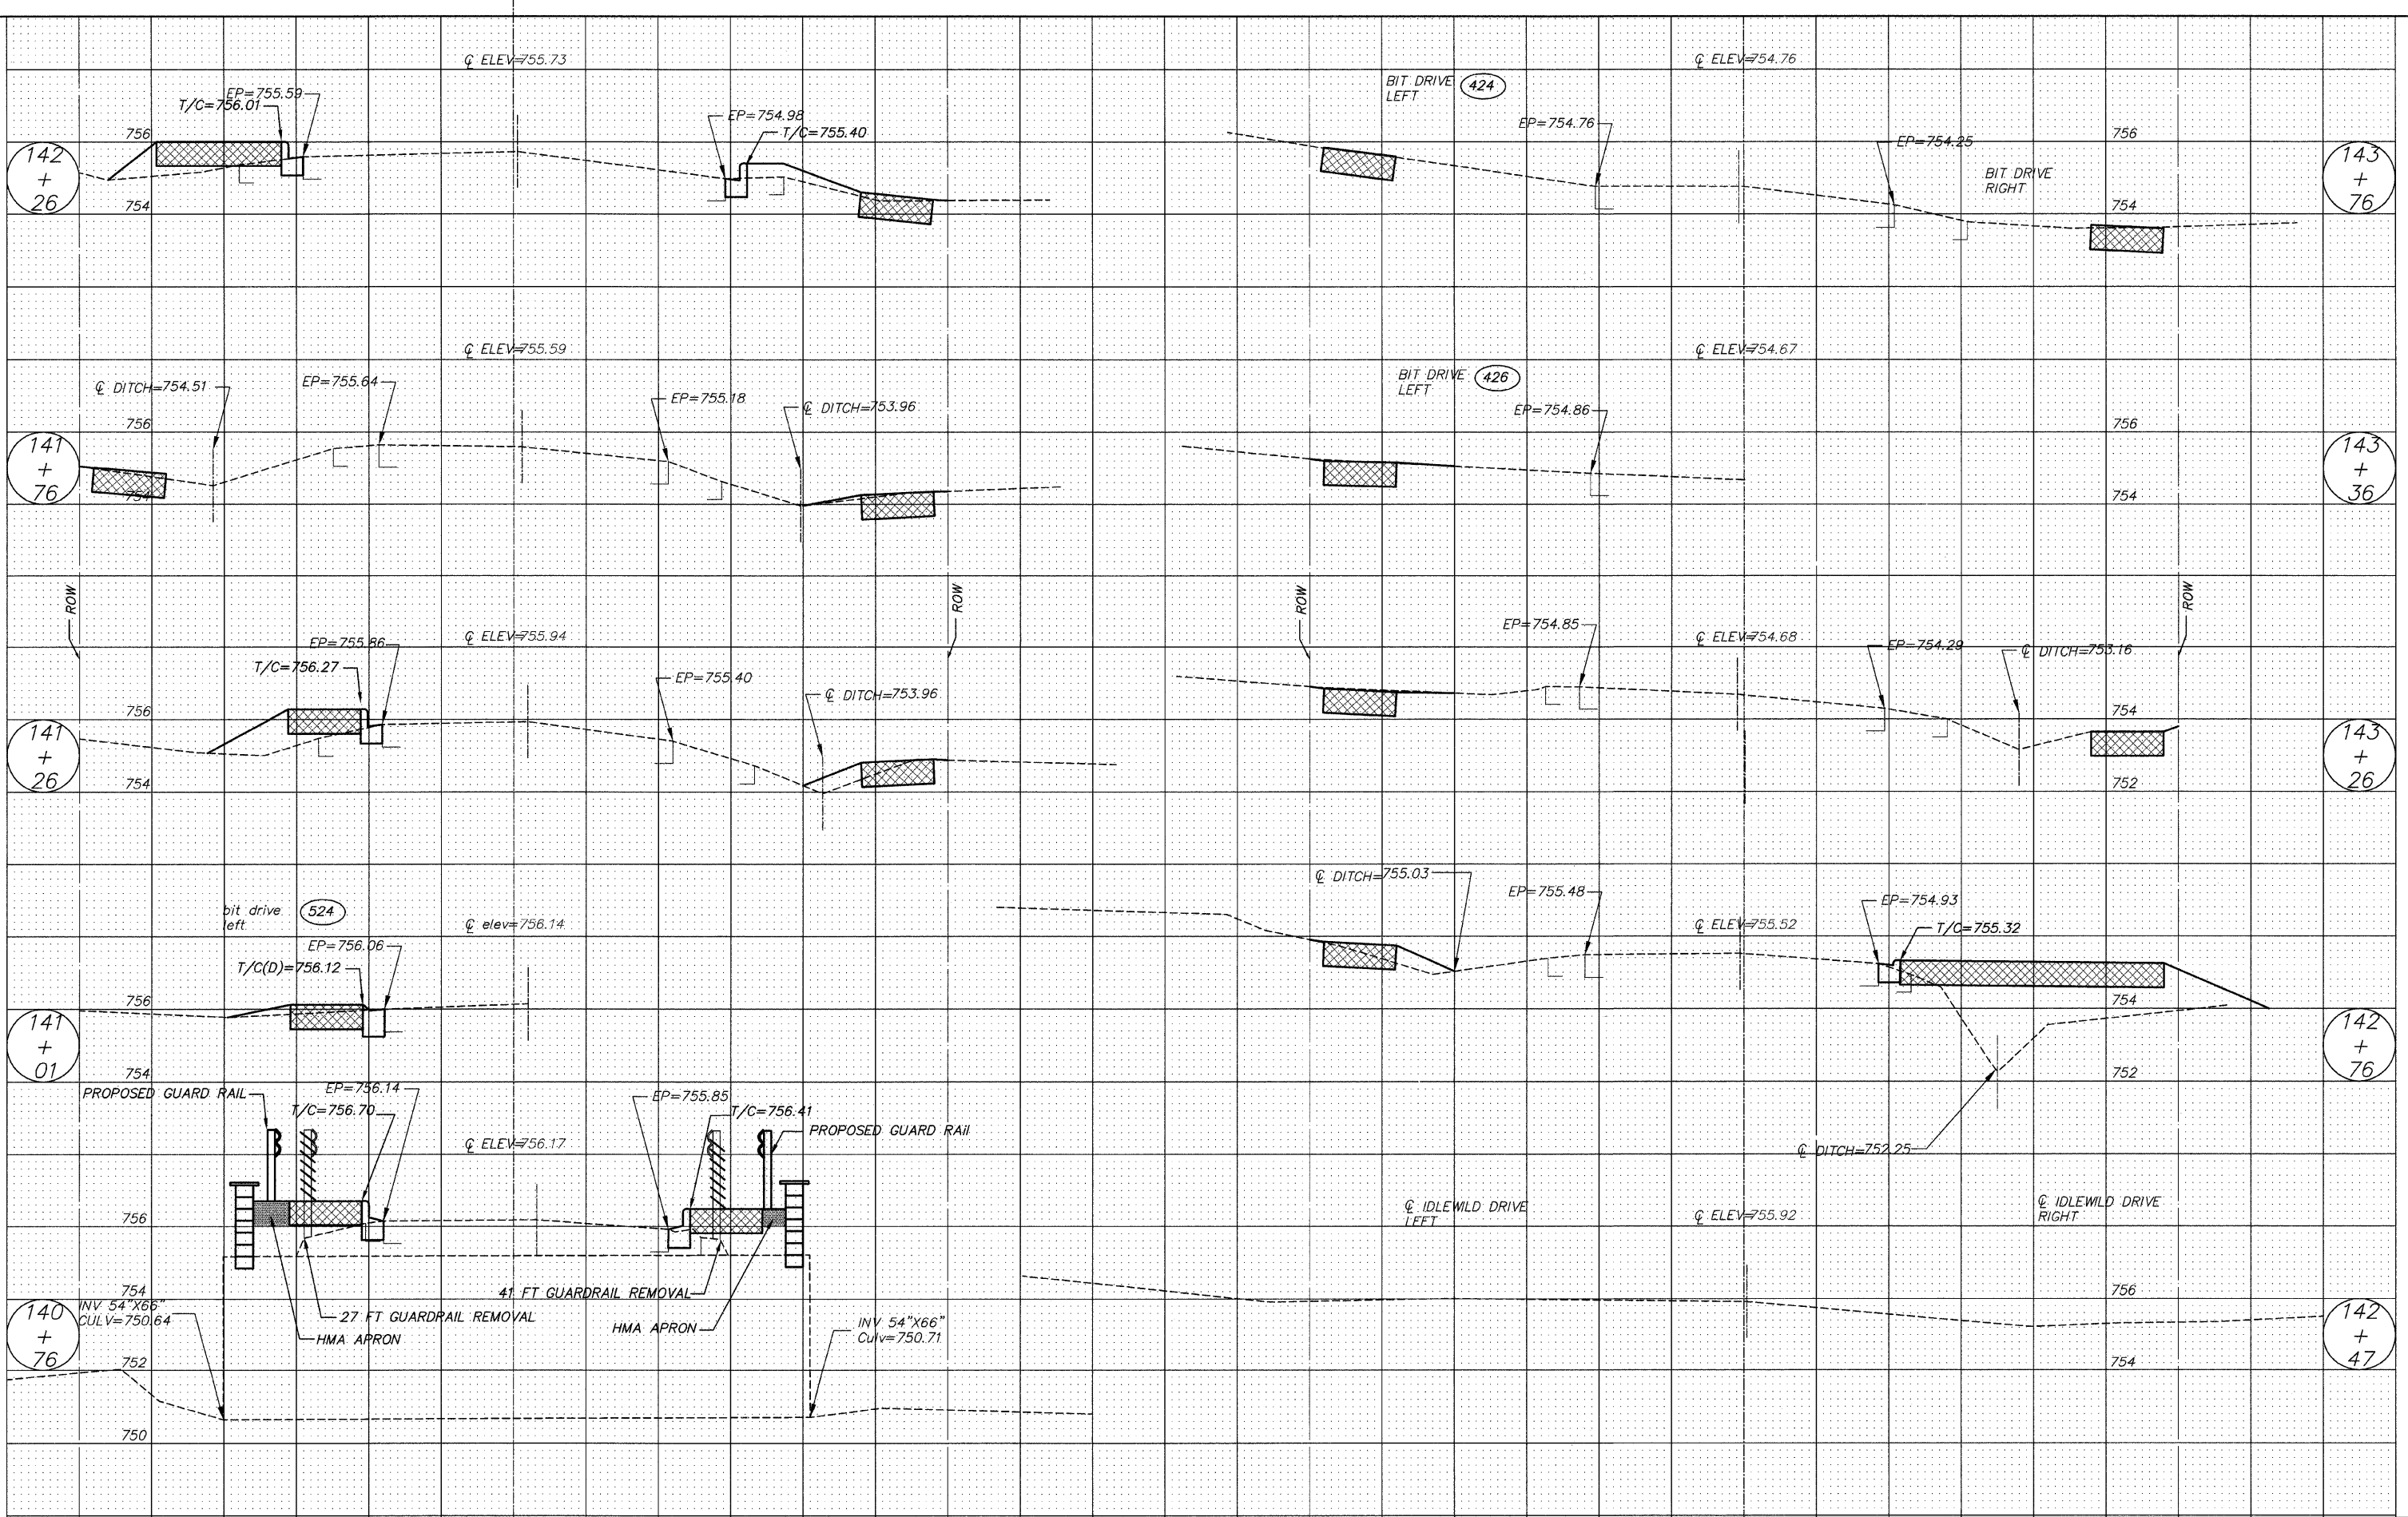 ℄ ELEV=755.73
EP=755.59
T/C=756.01
EP=754.98
T/C=755.40
756
754
142
+
26
℄ ELEV=755.59
℄ DITCH=754.51
EP=755.64
EP=755.18
℄ DITCH=753.96
756
754
141
+
76
ROW
ROW
℄ ELEV=755.94
EP=755.86
T/C=756.27
EP=755.40
℄ DITCH=753.96
756
754
141
+
26
bit drive
left
524
℄ elev=756.14
EP=756.06
T/C(D)=756.12
756
754
141
+
01
PROPOSED GUARD RAIL
EP=756.14
T/C=756.70
℄ ELEV=756.17
EP=755.85
T/C=756.41
PROPOSED GUARD RAil
756
754
752
750
41 FT GUARDRAIL REMOVAL
27 FT GUARDRAIL REMOVAL
HMA APRON
HMA APRON
INV 54"X66"
CULV=750.64
INV 54"X66"
Culv=750.71
140
+
76
BIT DRIVE
LEFT
424
℄ ELEV=754.76
EP=754.76
EP=754.25
BIT DRIVE
RIGHT
756
754
143
+
76
BIT DRIVE
LEFT
426
℄ ELEV=754.67
EP=754.86
756
754
143
+
36
ROW
ROW
℄ ELEV=754.68
EP=754.85
EP=754.29
℄ DITCH=753.16
754
752
143
+
26
℄ DITCH=755.03
EP=755.48
℄ ELEV=755.52
EP=754.93
T/C=755.32
754
752
℄ DITCH=752.25
142
+
76
℄ IDLEWILD DRIVE
LEFT
℄ ELEV=755.92
℄ IDLEWILD DRIVE
RIGHT
756
754
142
+
47